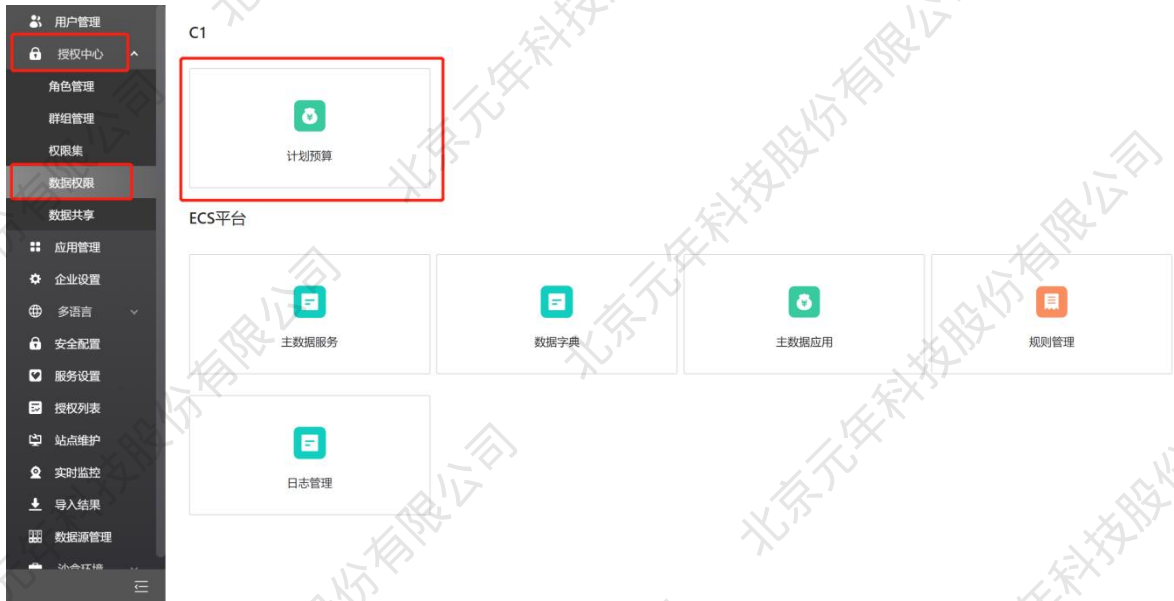 用户管理
授权中心
角色管理
群组管理
权限集
数据权限
数据共享
应用管理
企业设置
多语言
安全配置
服务设置
授权列表
站点维护
实时监控
导入结果
数据源管理
沙盒环境
C1
计划预算
ECS平台
主数据服务
数据字典
主数据应用
规则管理
日志管理
北京元年科技股份有限公司